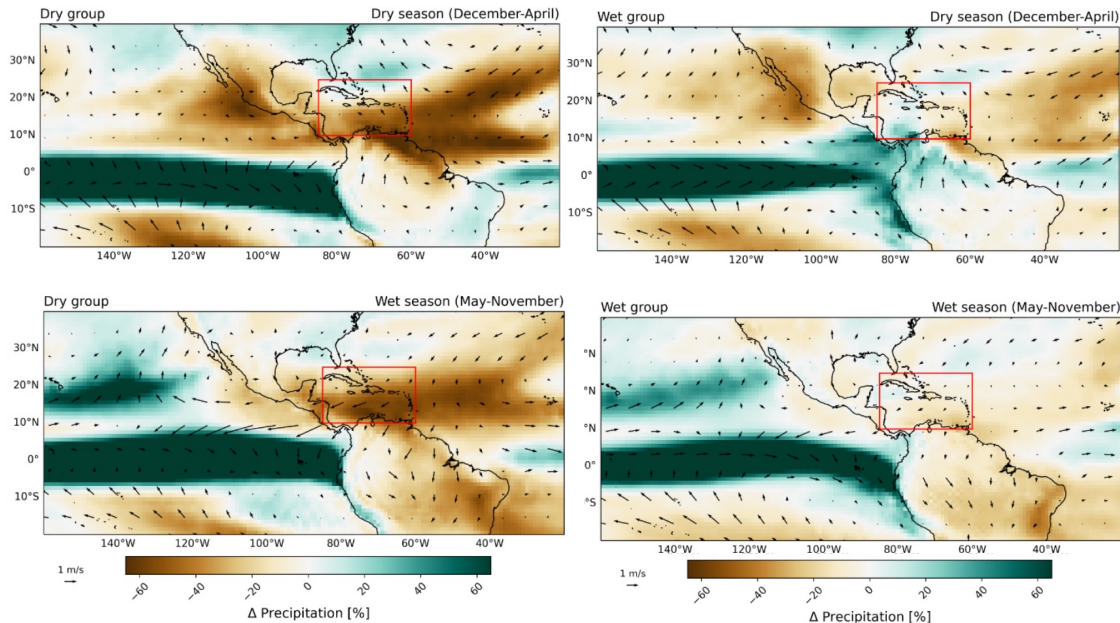 Dry group Dry season (December-April)
30°N
20°N
10°N
0°
10°S
140°W 120°W 100°W 80°W 60°W 40°W
Wet group Dry season (December-April)
30°N
20°N
10°N
0°
10°S
140°W 120°W 100°W 80°W 60°W 40°W
Dry group Wet season (May-November)
30°N
20°N
10°N
0°
10°S
140°W 120°W 100°W 80°W 60°W 40°W
Wet group Wet season (May-November)
°N
°N
°N
0°
°S
140°W 120°W 100°W 80°W 60°W 40°W
1 m/s
−60 −40 −20 0 20 40 60
Δ Precipitation [%]
1 m/s
−60 −40 −20 0 20 40 60
Δ Precipitation [%]